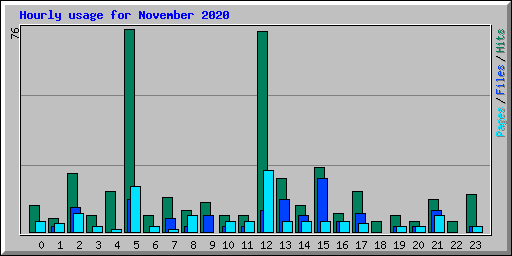 Hourly usage for November 2020
76
Pages / Files / Hits
0 1 2 3 4 5 6 7 8 9 10 11 12 13 14 15 16 17 18 19 20 21 22 23